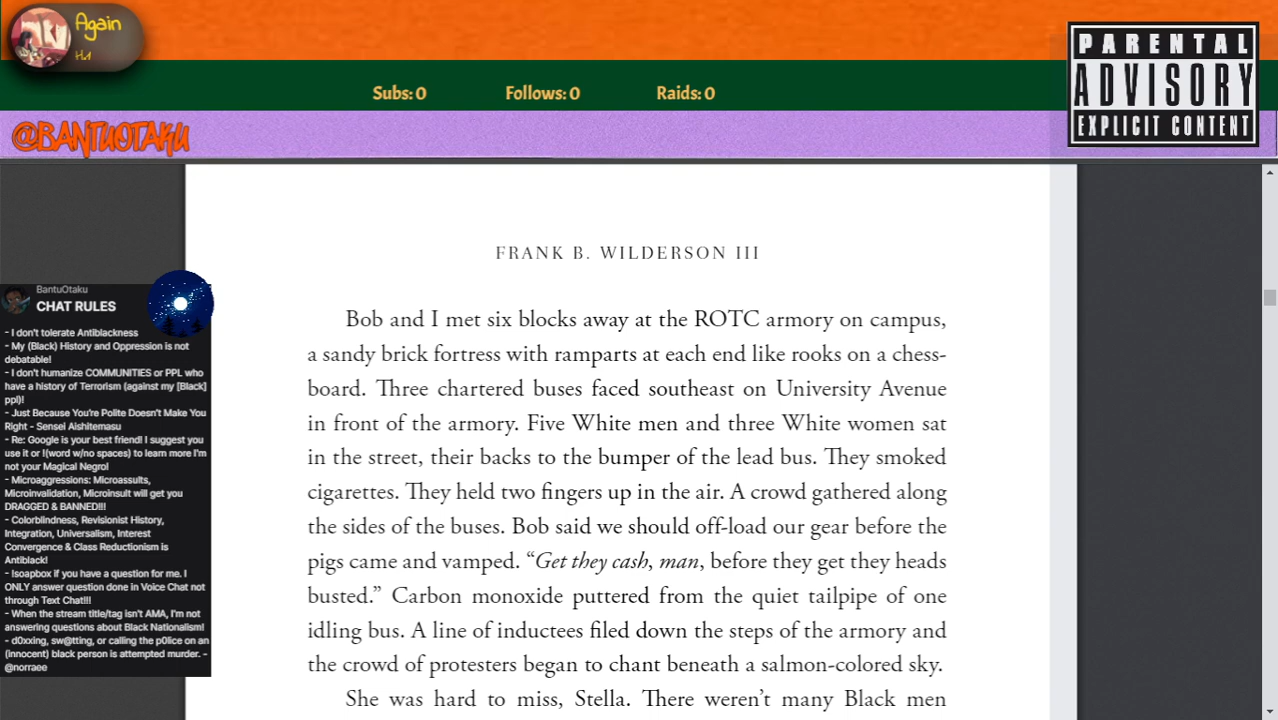 Again
PARENTAL
ADVISORY
EXPLICIT CONTENT
Subs: 0 Follows: 0 Raids: 0
@BANTUOTAKU
FRANK B. WILDERSON III
Bob and I met six blocks away at the ROTC armory on campus,
a sandy brick fortress with ramparts at each end like rooks on a chess-
board. Three chartered buses faced southeast on University Avenue
in front of the armory. Five White men and three White women sat
in the street, their backs to the bumper of the lead bus. They smoked
cigarettes. They held two fingers up in the air. A crowd gathered along
the sides of the buses. Bob said we should off-load our gear before the
pigs came and vamped. “Get they cash, man, before they get they heads
busted.” Carbon monoxide puttered from the quiet tailpipe of one
idling bus. A line of inductees filed down the steps of the armory and
the crowd of protesters began to chant beneath a salmon-colored sky.
She was hard to miss, Stella. There weren’t many Black men
BantuOtaku
CHAT RULES
- I don’t tolerate Antiblackness
- My (Black) History and Oppression is not
debatable!
- I don’t humanize COMMUNITIES or PPL who
have a history of Terrorism (against my [Black]
ppl)!
- Just Because You’re Polite Doesn’t Make You
Right - Sensei Aishitemasu
- Re: Google is your best friend! I suggest you
use it or !(word w/no spaces) to learn more I’m
not your Magical Negro!
- Microaggressions: Microassults,
Microinvalidation, Microinsult will get you
DRAGGED & BANNED!!!
- Colorblindness, Revisionist History,
Integration, Universalism, Interest
Convergence & Class Reductionism is
Antiblack!
- !soapbox if you have a question for me. I
ONLY answer question done in Voice Chat not
through Text Chat!!!
- When the stream title/tag isn’t AMA, I’m not
answering questions about Black Nationalism!
- d0xxing, sw@tting, or calling the p0lice on an
(innocent) black person is attempted murder. -
@norraee